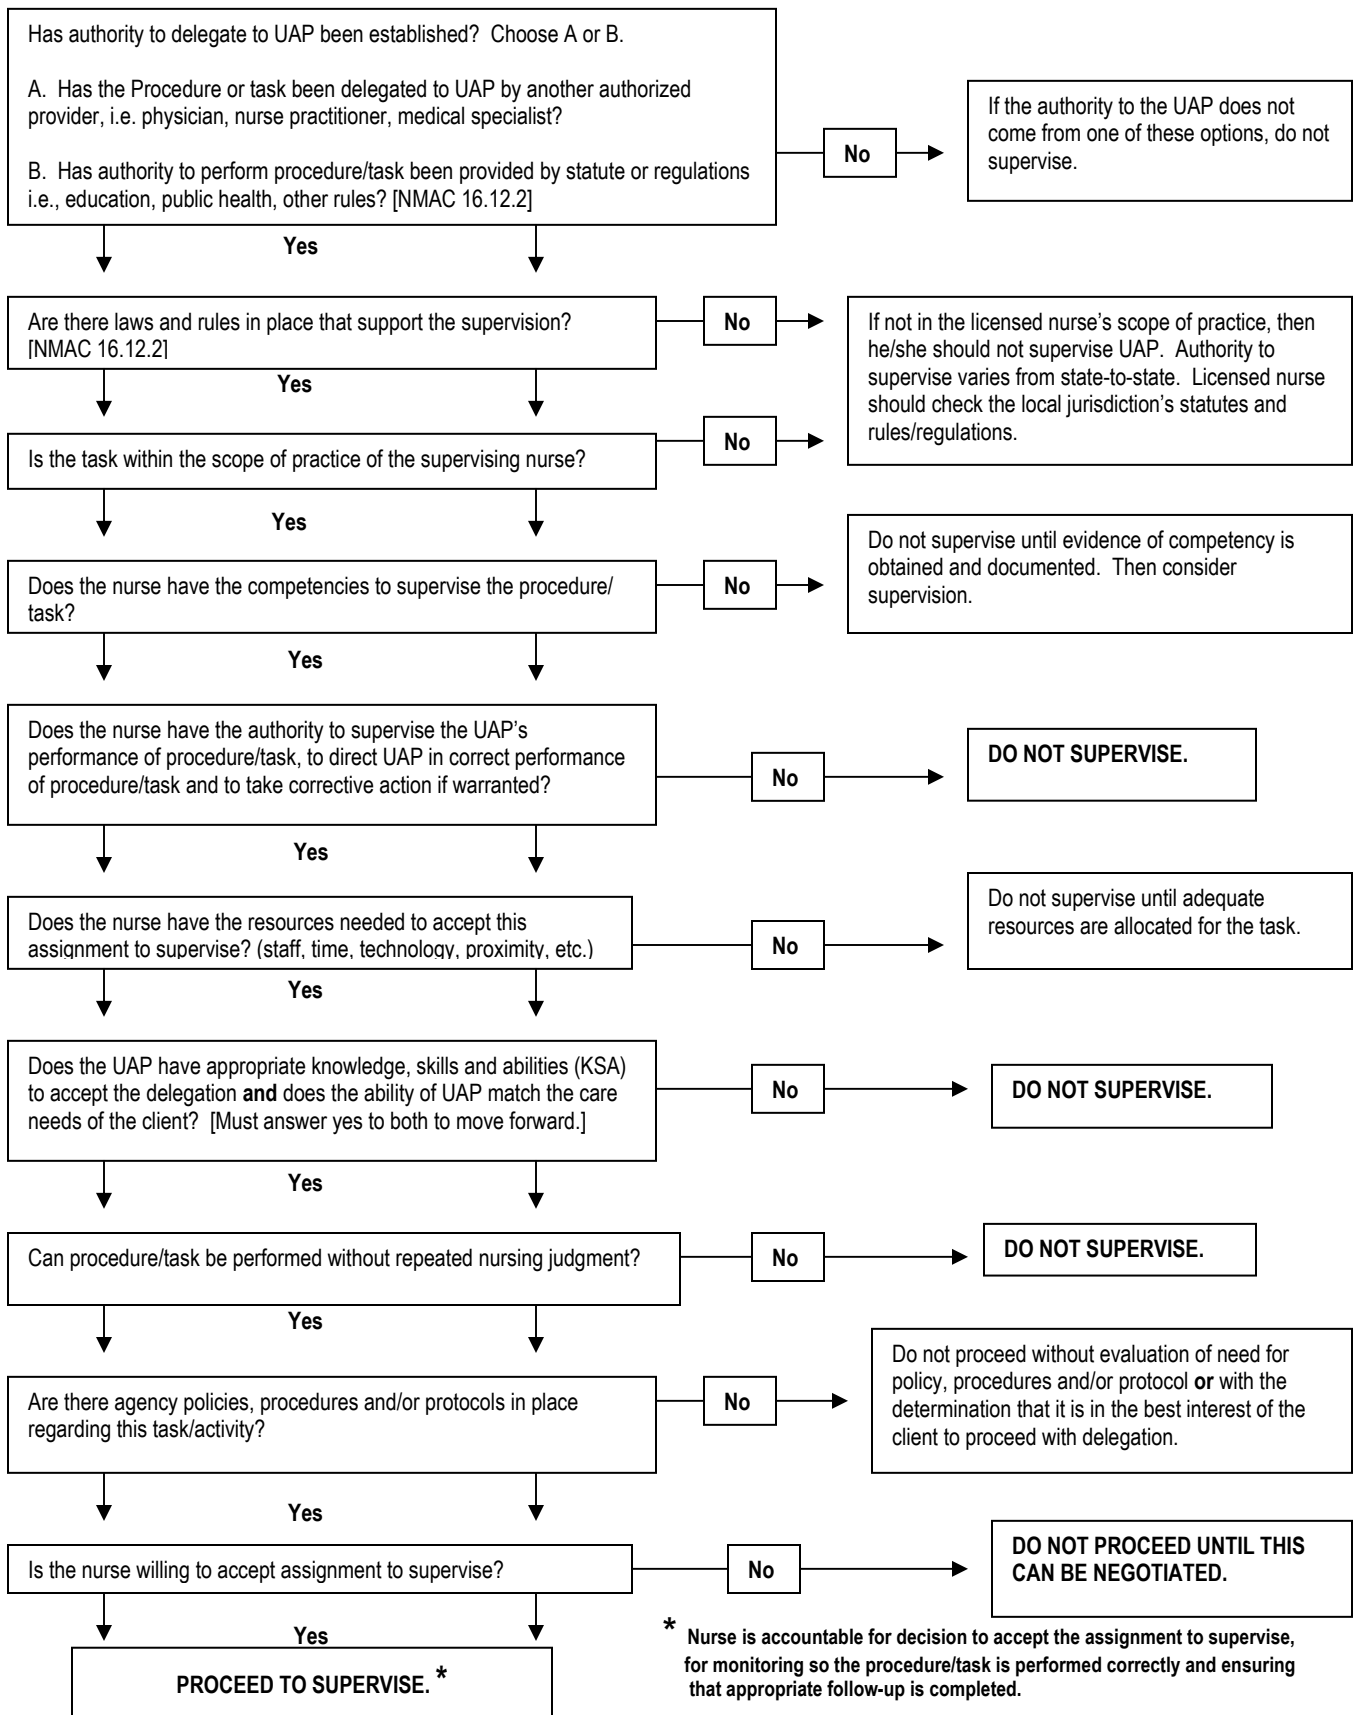 Has authority to delegate to UAP been established? Choose A or B.
A. Has the Procedure or task been delegated to UAP by another authorized
provider, i.e. physician, nurse practitioner, medical specialist?
B. Has authority to perform procedure/task been provided by statute or regulations
i.e., education, public health, other rules? [NMAC 16.12.2]
No
If the authority to the UAP does not
come from one of these options, do not
supervise.
Yes
Are there laws and rules in place that support the supervision?
[NMAC 16.12.2]
No
If not in the licensed nurse's scope of practice, then
he/she should not supervise UAP. Authority to
supervise varies from state-to-state. Licensed nurse
should check the local jurisdiction's statutes and
rules/regulations.
Yes
Is the task within the scope of practice of the supervising nurse?
No
Yes
Does the nurse have the competencies to supervise the procedure/
task?
No
Do not supervise until evidence of competency is
obtained and documented. Then consider
supervision.
Yes
Does the nurse have the authority to supervise the UAP's
performance of procedure/task, to direct UAP in correct performance
of procedure/task and to take corrective action if warranted?
No
DO NOT SUPERVISE.
Yes
Does the nurse have the resources needed to accept this
assignment to supervise? (staff, time, technology, proximity, etc.)
No
Do not supervise until adequate
resources are allocated for the task.
Yes
Does the UAP have appropriate knowledge, skills and abilities (KSA)
to accept the delegation and does the ability of UAP match the care
needs of the client? [Must answer yes to both to move forward.]
No
DO NOT SUPERVISE.
Yes
Can procedure/task be performed without repeated nursing judgment?
No
DO NOT SUPERVISE.
Yes
Are there agency policies, procedures and/or protocols in place
regarding this task/activity?
No
Do not proceed without evaluation of need for
policy, procedures and/or protocol or with the
determination that it is in the best interest of the
client to proceed with delegation.
Yes
Is the nurse willing to accept assignment to supervise?
No
DO NOT PROCEED UNTIL THIS
CAN BE NEGOTIATED.
Yes
PROCEED TO SUPERVISE. *
* Nurse is accountable for decision to accept the assignment to supervise,
for monitoring so the procedure/task is performed correctly and ensuring
that appropriate follow-up is completed.